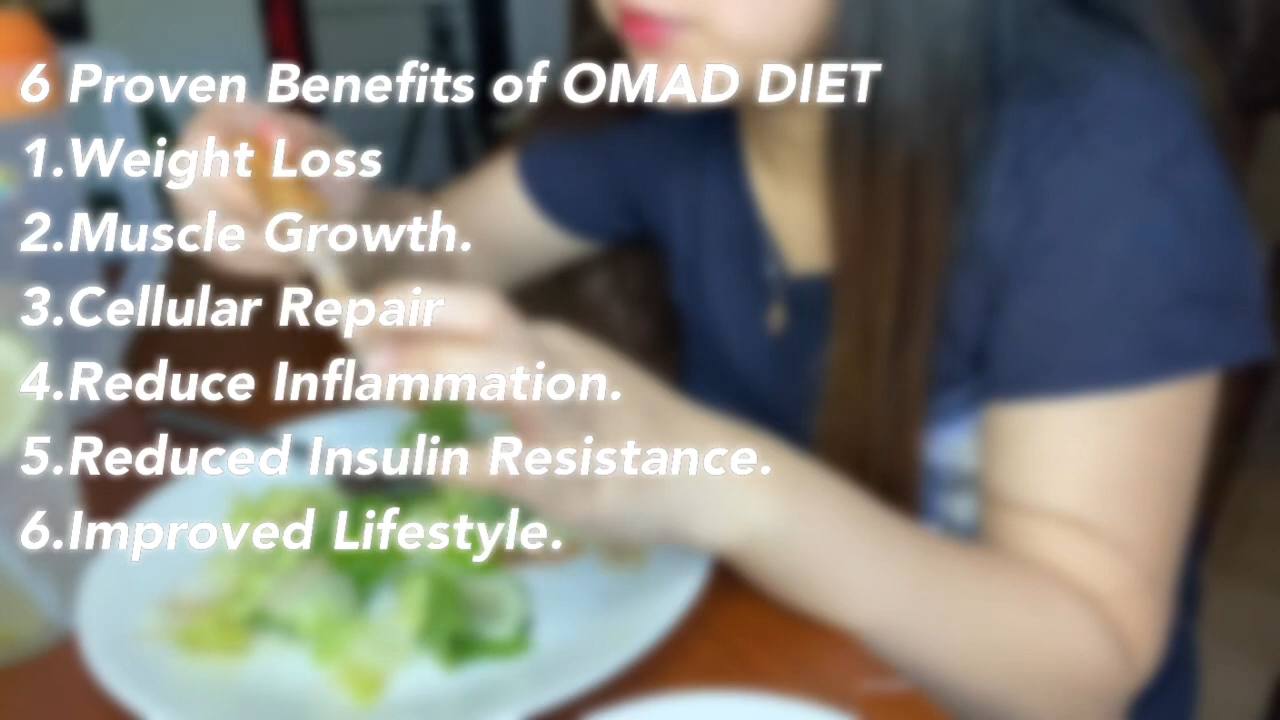 6 Proven Benefits of OMAD DIET
1.Weight Loss
2.Muscle Growth.
3.Cellular Repair
4.Reduce Inflammation.
5.Reduced Insulin Resistance.
6.Improved Lifestyle.